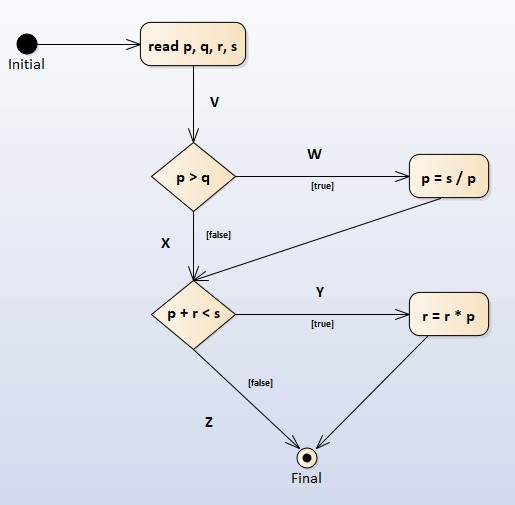 read p, q, r, s
Initial
V
W
p > q
[true]
p = s / p
X
[false]
Y
p + r < s
[true]
r = r * p
[false]
Z
Final